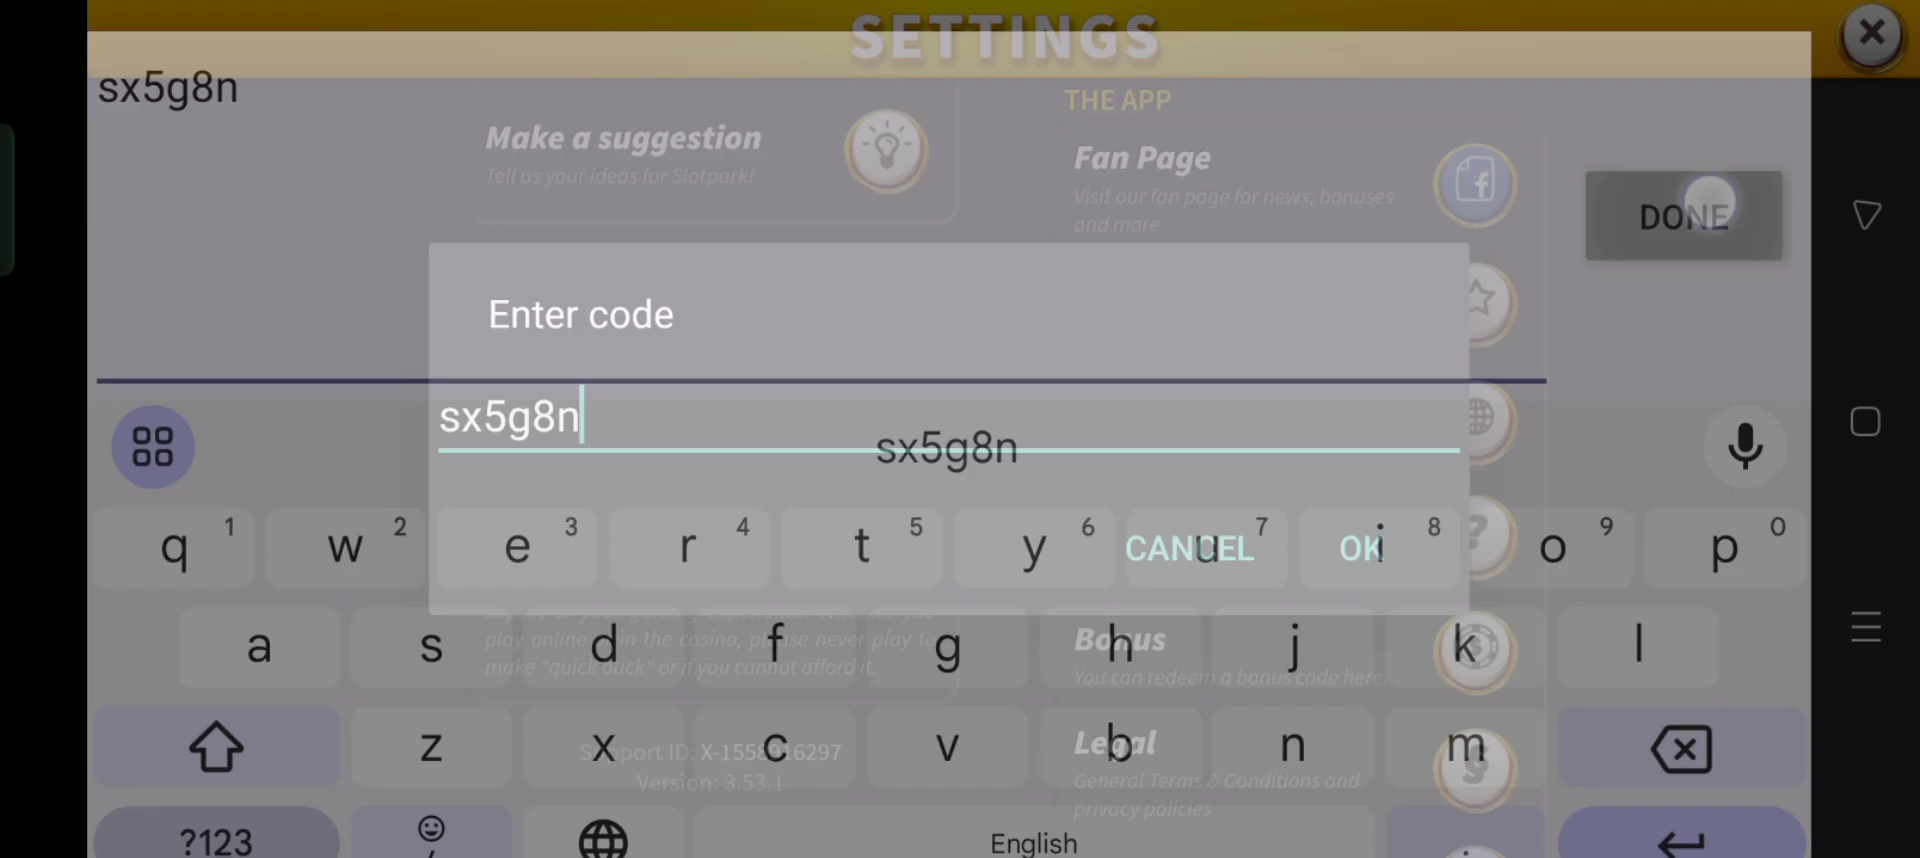 SETTINGS
sx5g8n
THE APP
Make a suggestion
Tell us your ideas for Slotpark!
Fan Page
Visit our fan page for news, bonuses
and more
DONE
Enter code
sx5g8n
sx5g8n
CANCEL
OK
q 1 w 2 e 3 r 4 t 5 y 6 u 7 i 8 o 9 p 0
a s d f g h j k l
play online in the casino, please never play to
make "quick buck" or if you cannot afford it.
Bonus
You can redeem a bonus code here.
z x c v b n m
Support ID: X-1558916297
Version: 3.53.1
Legal
General Terms & Conditions and
privacy policies
?123
English